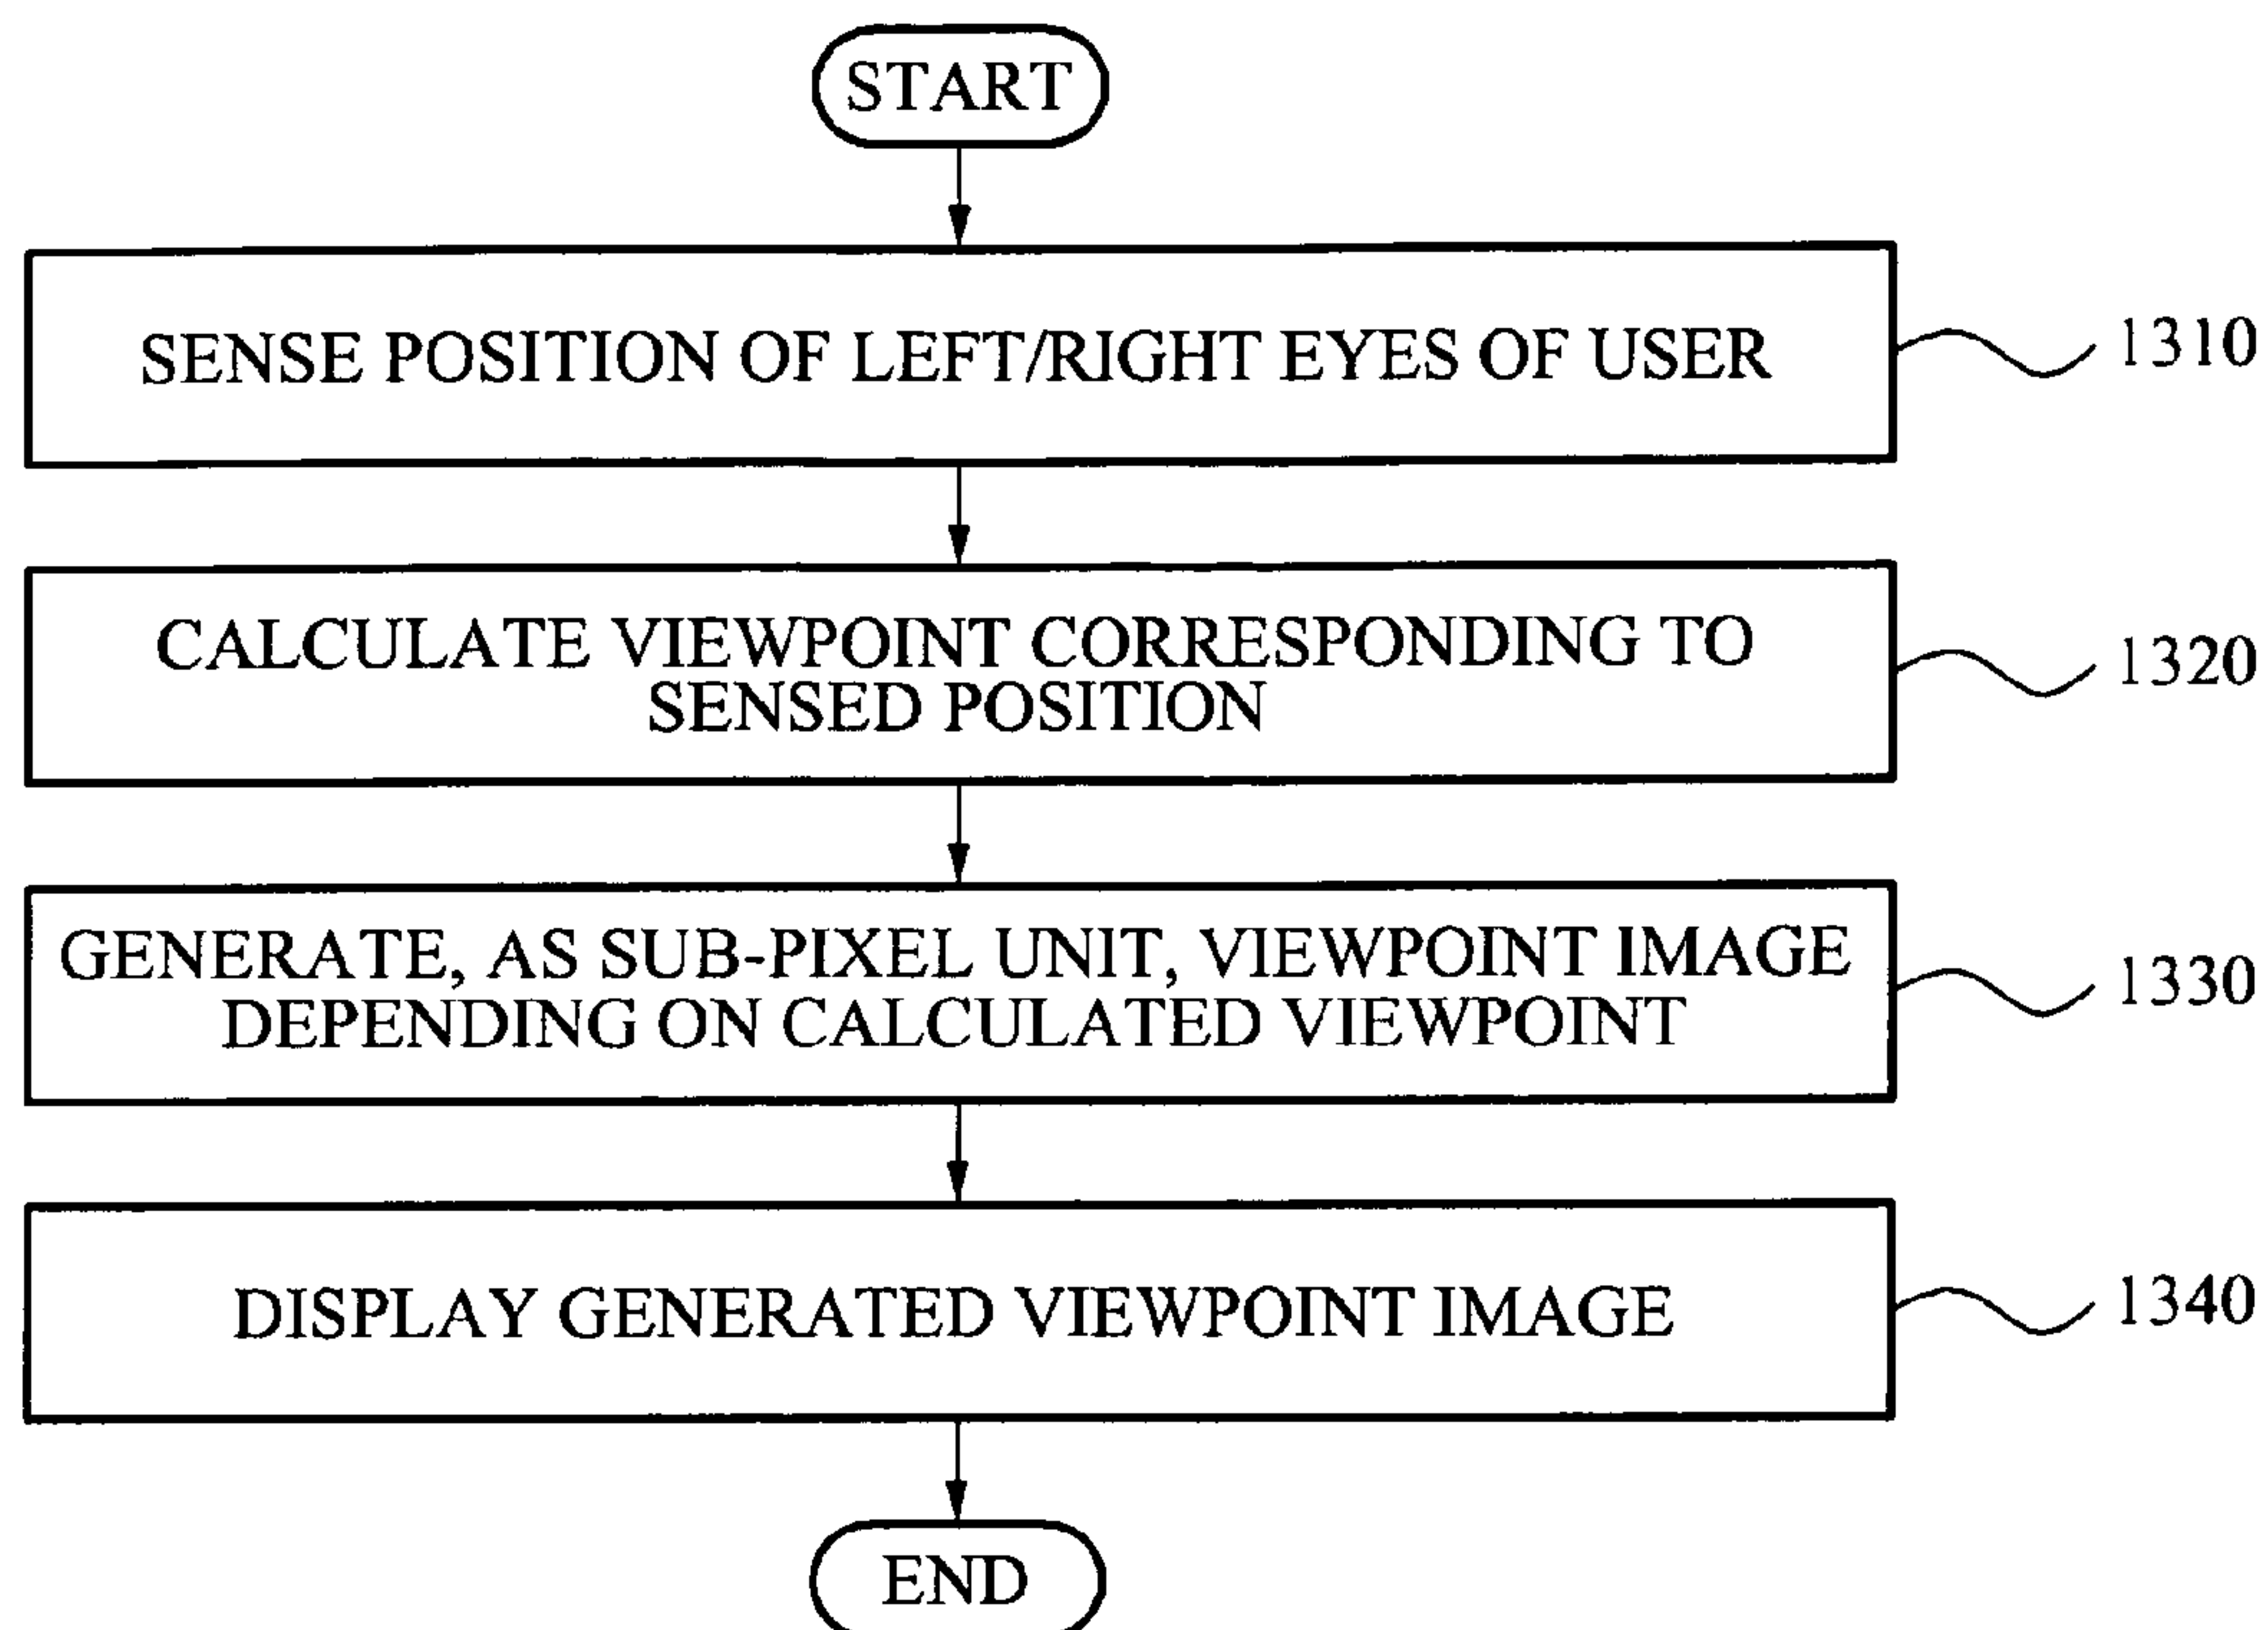 START
SENSE POSITION OF LEFT/RIGHT EYES OF USER
1310
CALCULATE VIEWPOINT CORRESPONDING TO
SENSED POSITION
1320
GENERATE, AS SUB-PIXEL UNIT, VIEWPOINT IMAGE
DEPENDING ON CALCULATED VIEWPOINT
1330
DISPLAY GENERATED VIEWPOINT IMAGE
1340
END